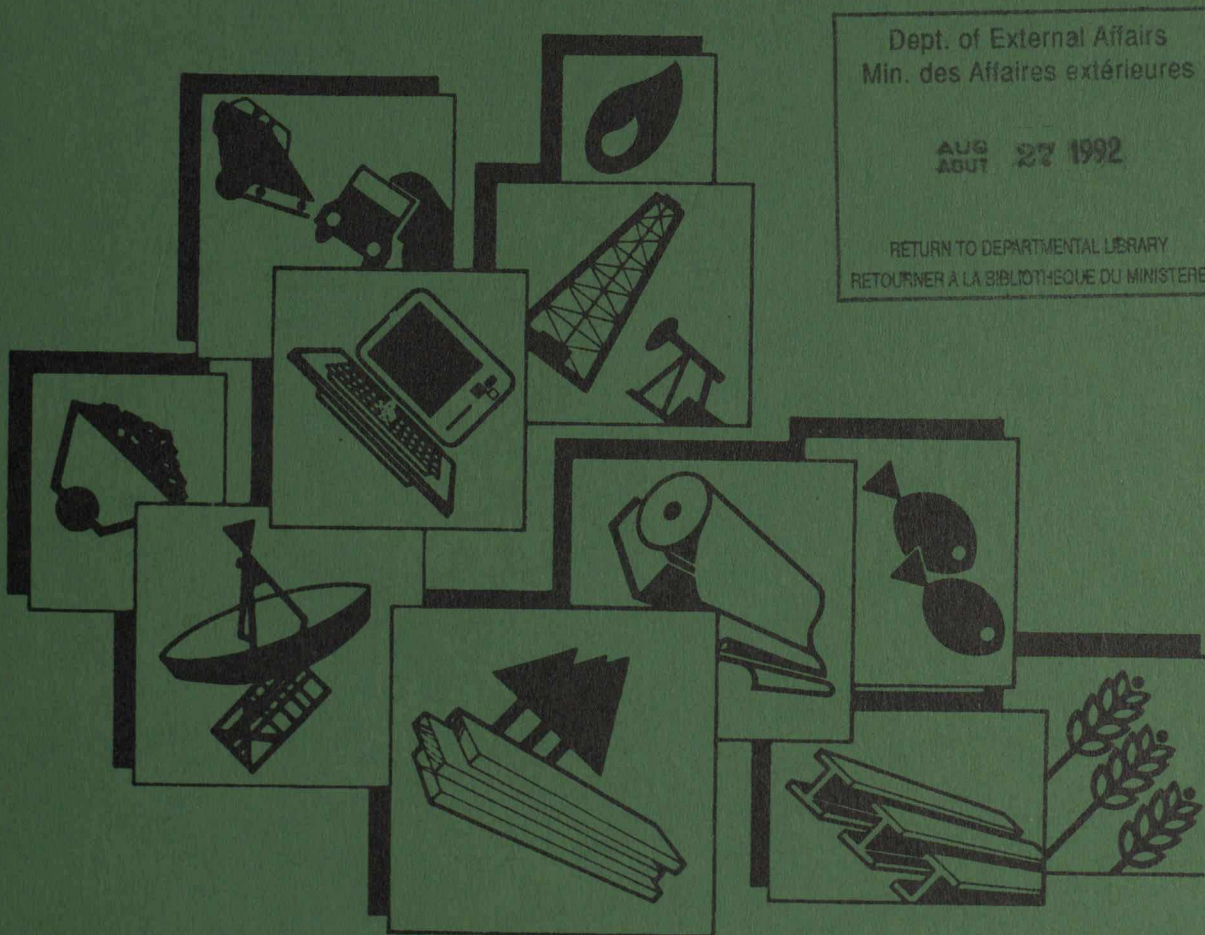 Dept. of External Affairs
Min. des Affaires extérieures
AUG
AOUT 27 1992
RETURN TO DEPARTMENTAL LIBRARY
RETOURNER A LA BIBLIOTHEQUE DU MINISTERE